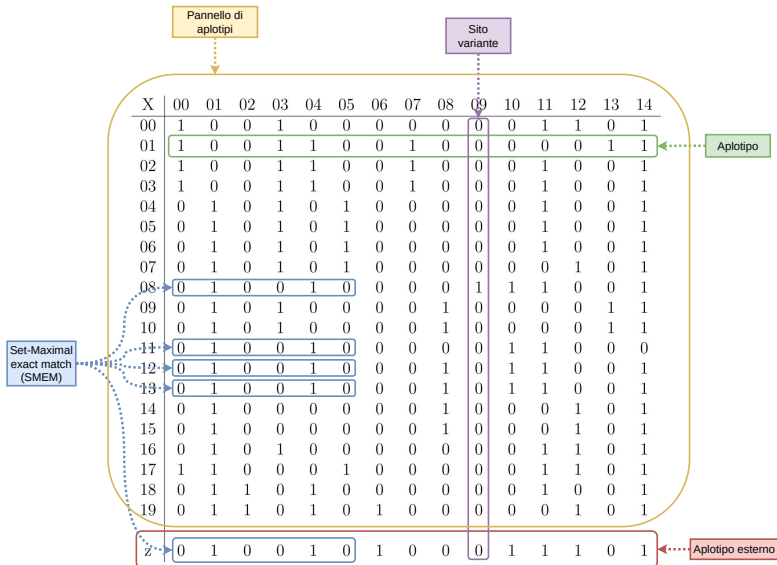 Pannello di
aplotipi
Sito
variante
X 00 01 02 03 04 05 06 07 08 09 10 11 12 13 14
00 1 0 0 1 0 0 0 0 0 0 0 1 1 0 1
01 1 0 0 1 1 0 0 1 0 0 0 0 0 1 1
Aplotipo
02 1 0 0 1 1 0 0 1 0 0 0 1 0 0 1
03 1 0 0 1 1 0 0 1 0 0 0 1 0 0 1
04 0 1 0 1 0 1 0 0 0 0 0 1 0 0 1
05 0 1 0 1 0 1 0 0 0 0 0 1 0 0 1
06 0 1 0 1 0 1 0 0 0 0 0 1 0 0 1
07 0 1 0 1 0 1 0 0 0 0 0 0 1 0 1
08 0 1 0 0 1 0 0 0 0 1 1 1 0 0 1
09 0 1 0 1 0 0 0 0 1 0 0 0 0 1 1
10 0 1 0 1 0 0 0 0 1 0 0 0 0 1 1
Set-Maximal
exact match
(SMEM)
11 0 1 0 0 1 0 0 0 0 0 1 1 0 0 0
12 0 1 0 0 1 0 0 0 1 0 1 1 0 0 1
13 0 1 0 0 1 0 0 0 1 0 1 1 0 0 1
14 0 1 0 0 0 0 0 0 1 0 0 0 1 0 1
15 0 1 0 0 0 0 0 0 1 0 0 0 1 0 1
16 0 1 0 1 0 0 0 0 0 0 0 1 1 0 1
17 1 1 0 0 0 1 0 0 0 0 0 1 1 0 1
18 0 1 1 0 1 0 0 0 0 0 0 1 0 0 1
19 0 1 1 0 1 0 1 0 0 0 0 0 1 0 1
z 0 1 0 0 1 0 1 0 0 0 1 1 1 0 1
Aplotipo esterno